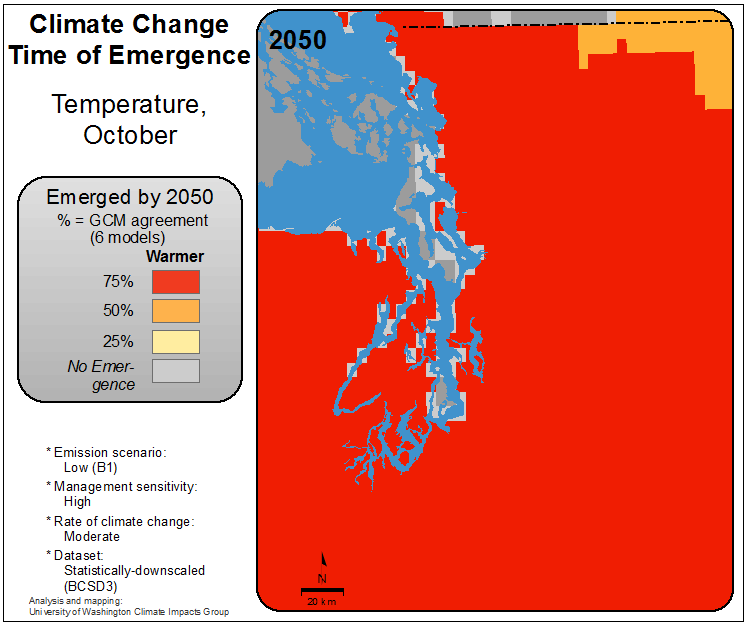 Climate Change
Time of Emergence
Temperature,
October
Emerged by 2050
% = GCM agreement
(6 models)
Warmer
75%
50%
25%
No Emer-
gence
* Emission scenario:
Low (B1)
* Management sensitivity:
High
* Rate of climate change:
Moderate
* Dataset:
Statistically-downscaled
(BCSD3)
Analysis and mapping:
University of Washington Climate Impacts Group
2050
N
20 km